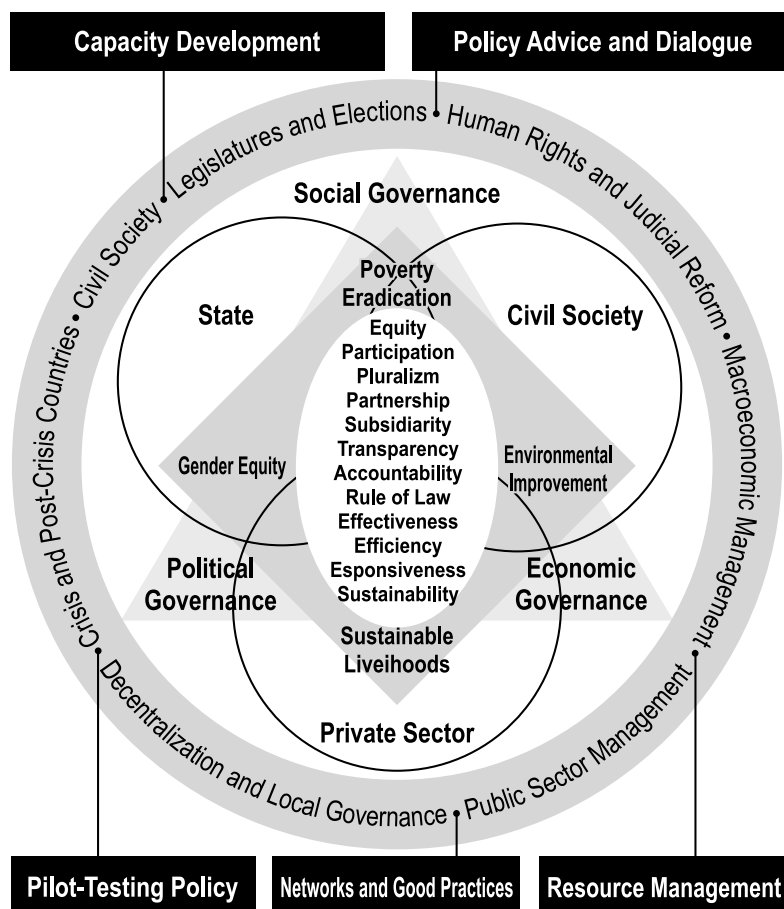 Capacity Development
Policy Advice and Dialogue
Crisis and Post-Crisis Countries • Civil Society • Legislatures and Elections • Human Rights and Judicial Reform • Macroeconomic Management
Social Governance
State
Civil Society
Poverty
Eradication
Equity
Participation
Pluralizm
Partnership
Subsidiarity
Transparency
Accountability
Rule of Law
Effectiveness
Efficiency
Esponsiveness
Sustainability
Gender Equity
Environmental
Improvement
Political
Governance
Economic
Governance
Sustainable
Liveihoods
Private Sector
• Decentralization and Local Governance • Public Sector Management •
Pilot-Testing Policy
Networks and Good Practices
Resource Management